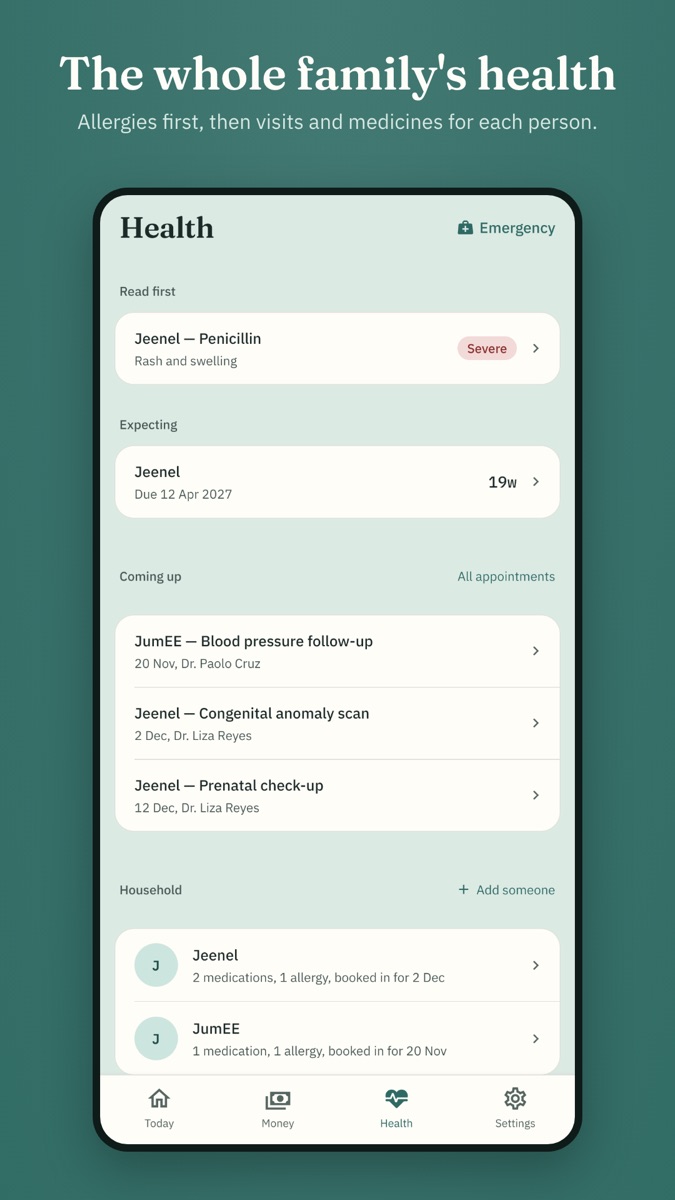 The whole family's health
Allergies first, then visits and medicines for each person.
Health
Emergency
Read first
Jeenel — Penicillin
Rash and swelling
Severe
Expecting
Jeenel
Due 12 Apr 2027
19w
Coming up
All appointments
JumEE — Blood pressure follow-up
20 Nov, Dr. Paolo Cruz
Jeenel — Congenital anomaly scan
2 Dec, Dr. Liza Reyes
Jeenel — Prenatal check-up
12 Dec, Dr. Liza Reyes
Household
+ Add someone
J
Jeenel
2 medications, 1 allergy, booked in for 2 Dec
J
JumEE
1 medication, 1 allergy, booked in for 20 Nov
Today
Money
Health
Settings